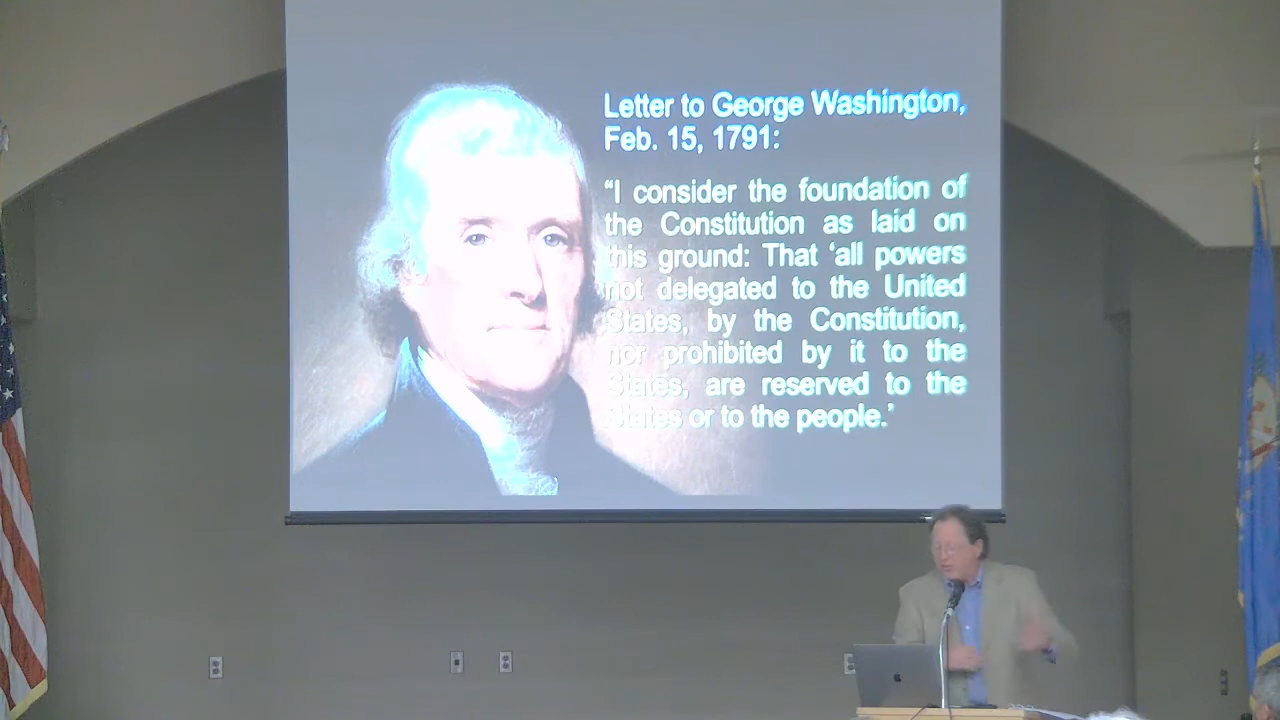 Letter to George Washington,
Feb. 15, 1791:
“I consider the foundation of
the Constitution as laid on
this ground: That ‘all powers
not delegated to the United
States, by the Constitution,
nor prohibited by it to the
States, are reserved to the
States or to the people.’